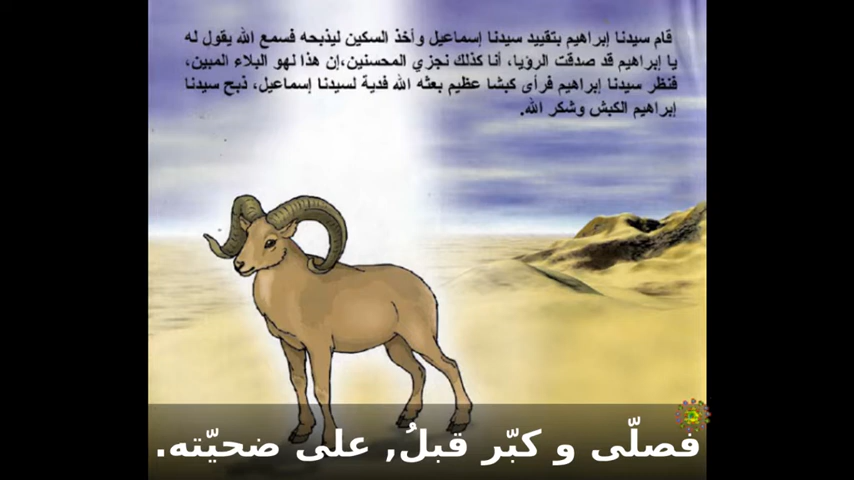 قام سيدنا إبراهيم بتقييد سيدنا إسماعيل وأخذ السكين ليذبحه فسمع الله يقول له
يا إبراهيم قد صدقت الرؤيا، أنا كذلك نجزي المحسنين،إن هذا لهو البلاء المبين،
فنظر سيدنا إبراهيم فرأى كبشا عظيم بعثه الله فدية لسيدنا إسماعيل، ذبح سيدنا
إبراهيم الكبش وشكر الله.
فصلّى و كبّر قبلُ, على ضحيّته.